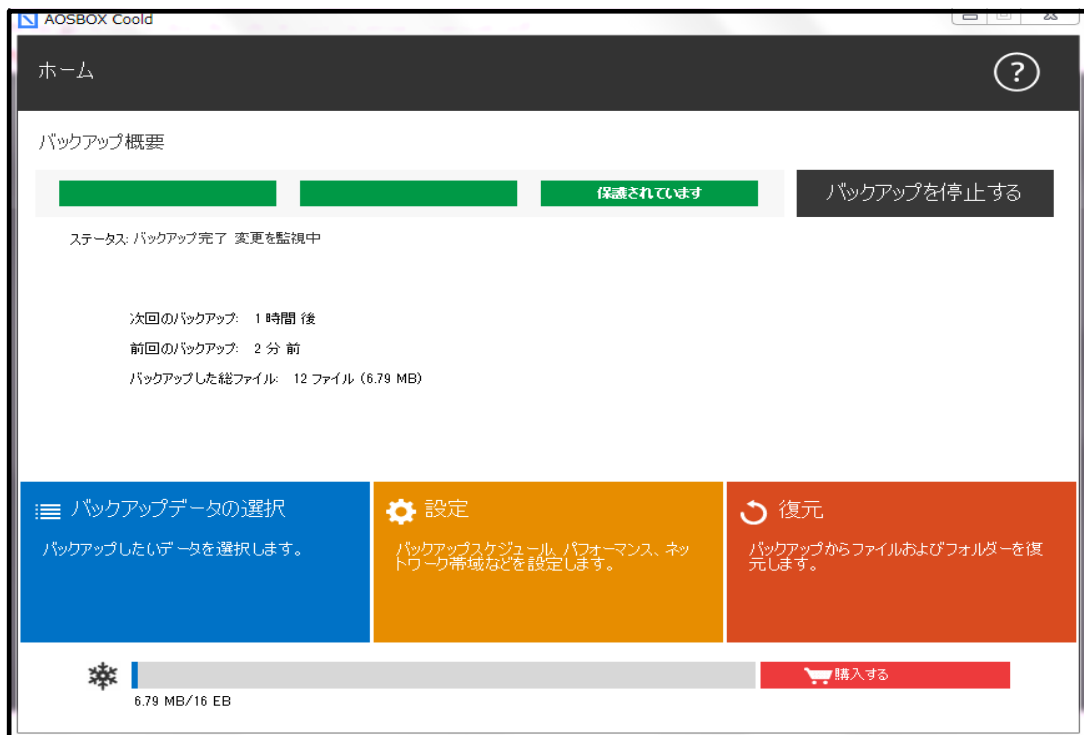 AOSBOX Coold
ホーム
?
バックアップ概要
保護されています
バックアップを停止する
ステータス: バックアップ完了 変更を監視中
次回のバックアップ: 1 時間 後
前回のバックアップ: 2 分 前
バックアップした総ファイル: 12 ファイル (6.79 MB)
バックアップデータの選択
バックアップしたいデータを選択します。
設定
バックアップスケジュール、パフォーマンス、ネッ
トワーク帯域などを設定します。
復元
バックアップからファイルおよびフォルダーを復
元します。
購入する
6.79 MB/16 EB